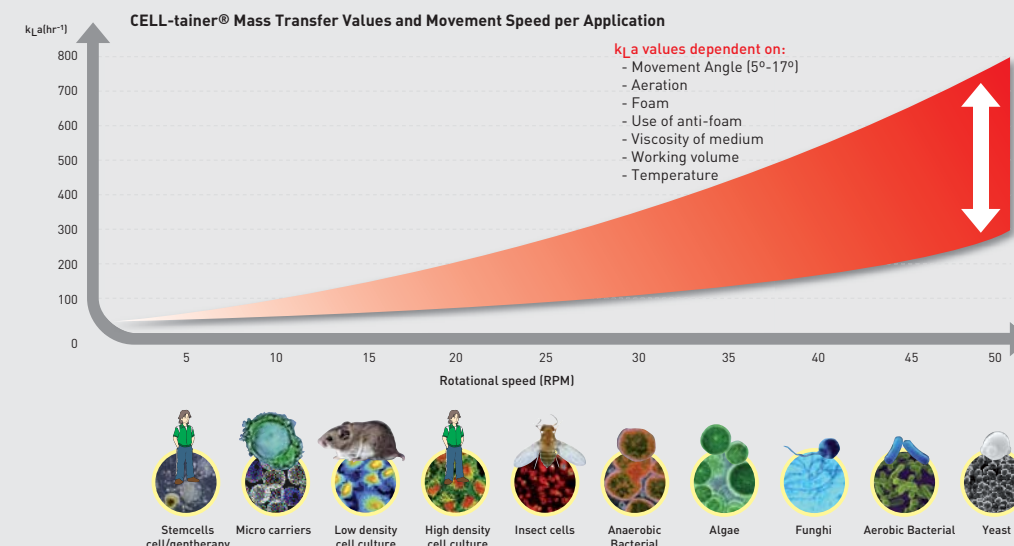 CELL-tainer® Mass Transfer Values and Movement Speed per Application
kLa(hr⁻¹)
kLa values dependent on:
- Movement Angle (5º-17º)
- Aeration
- Foam
- Use of anti-foam
- Viscosity of medium
- Working volume
- Temperature
800
700
600
500
400
300
200
100
0
5 10 15 20 25 30 35 40 45 50
Rotational speed (RPM)
Stemcells Micro carriers Low density High density Insect cells Anaerobic Algae Funghi Aerobic Bacterial Yeast
cell/gentherapy cell culture cell culture Bacterial